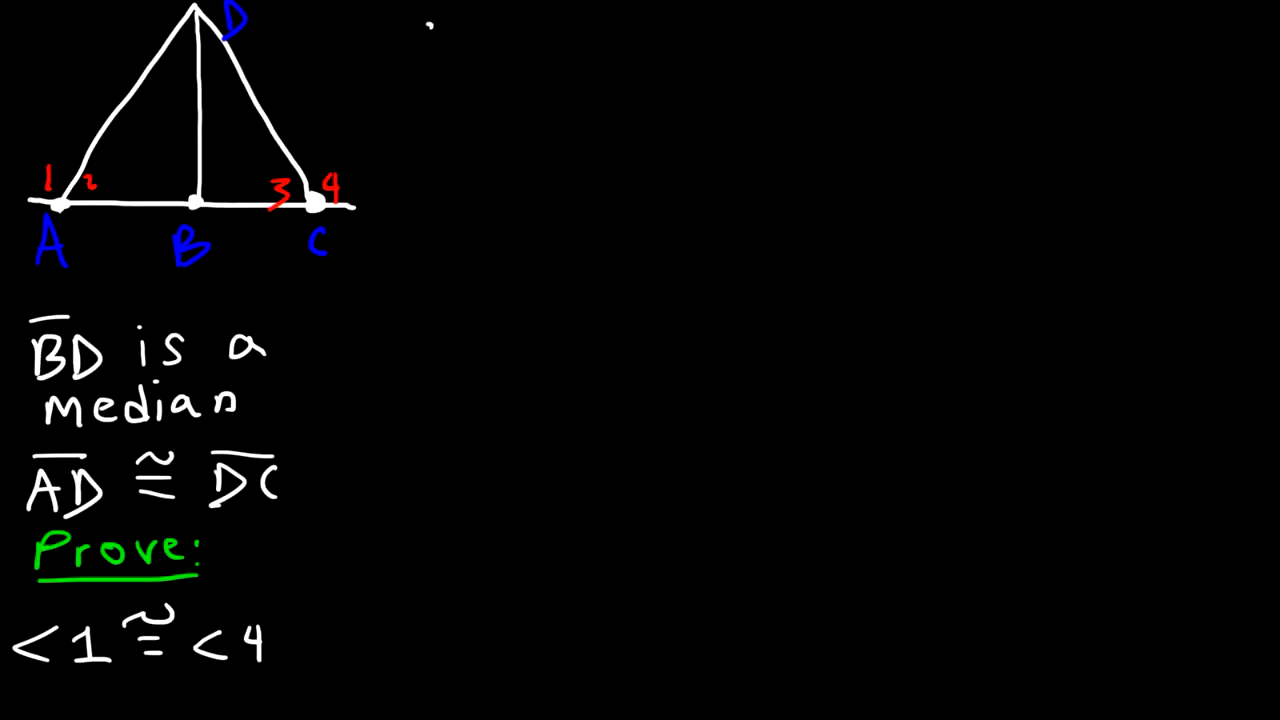 D
1 2 3 4
A B C
BD is a
median
AD ≅ DC
Prove:
<1 ≅ <4